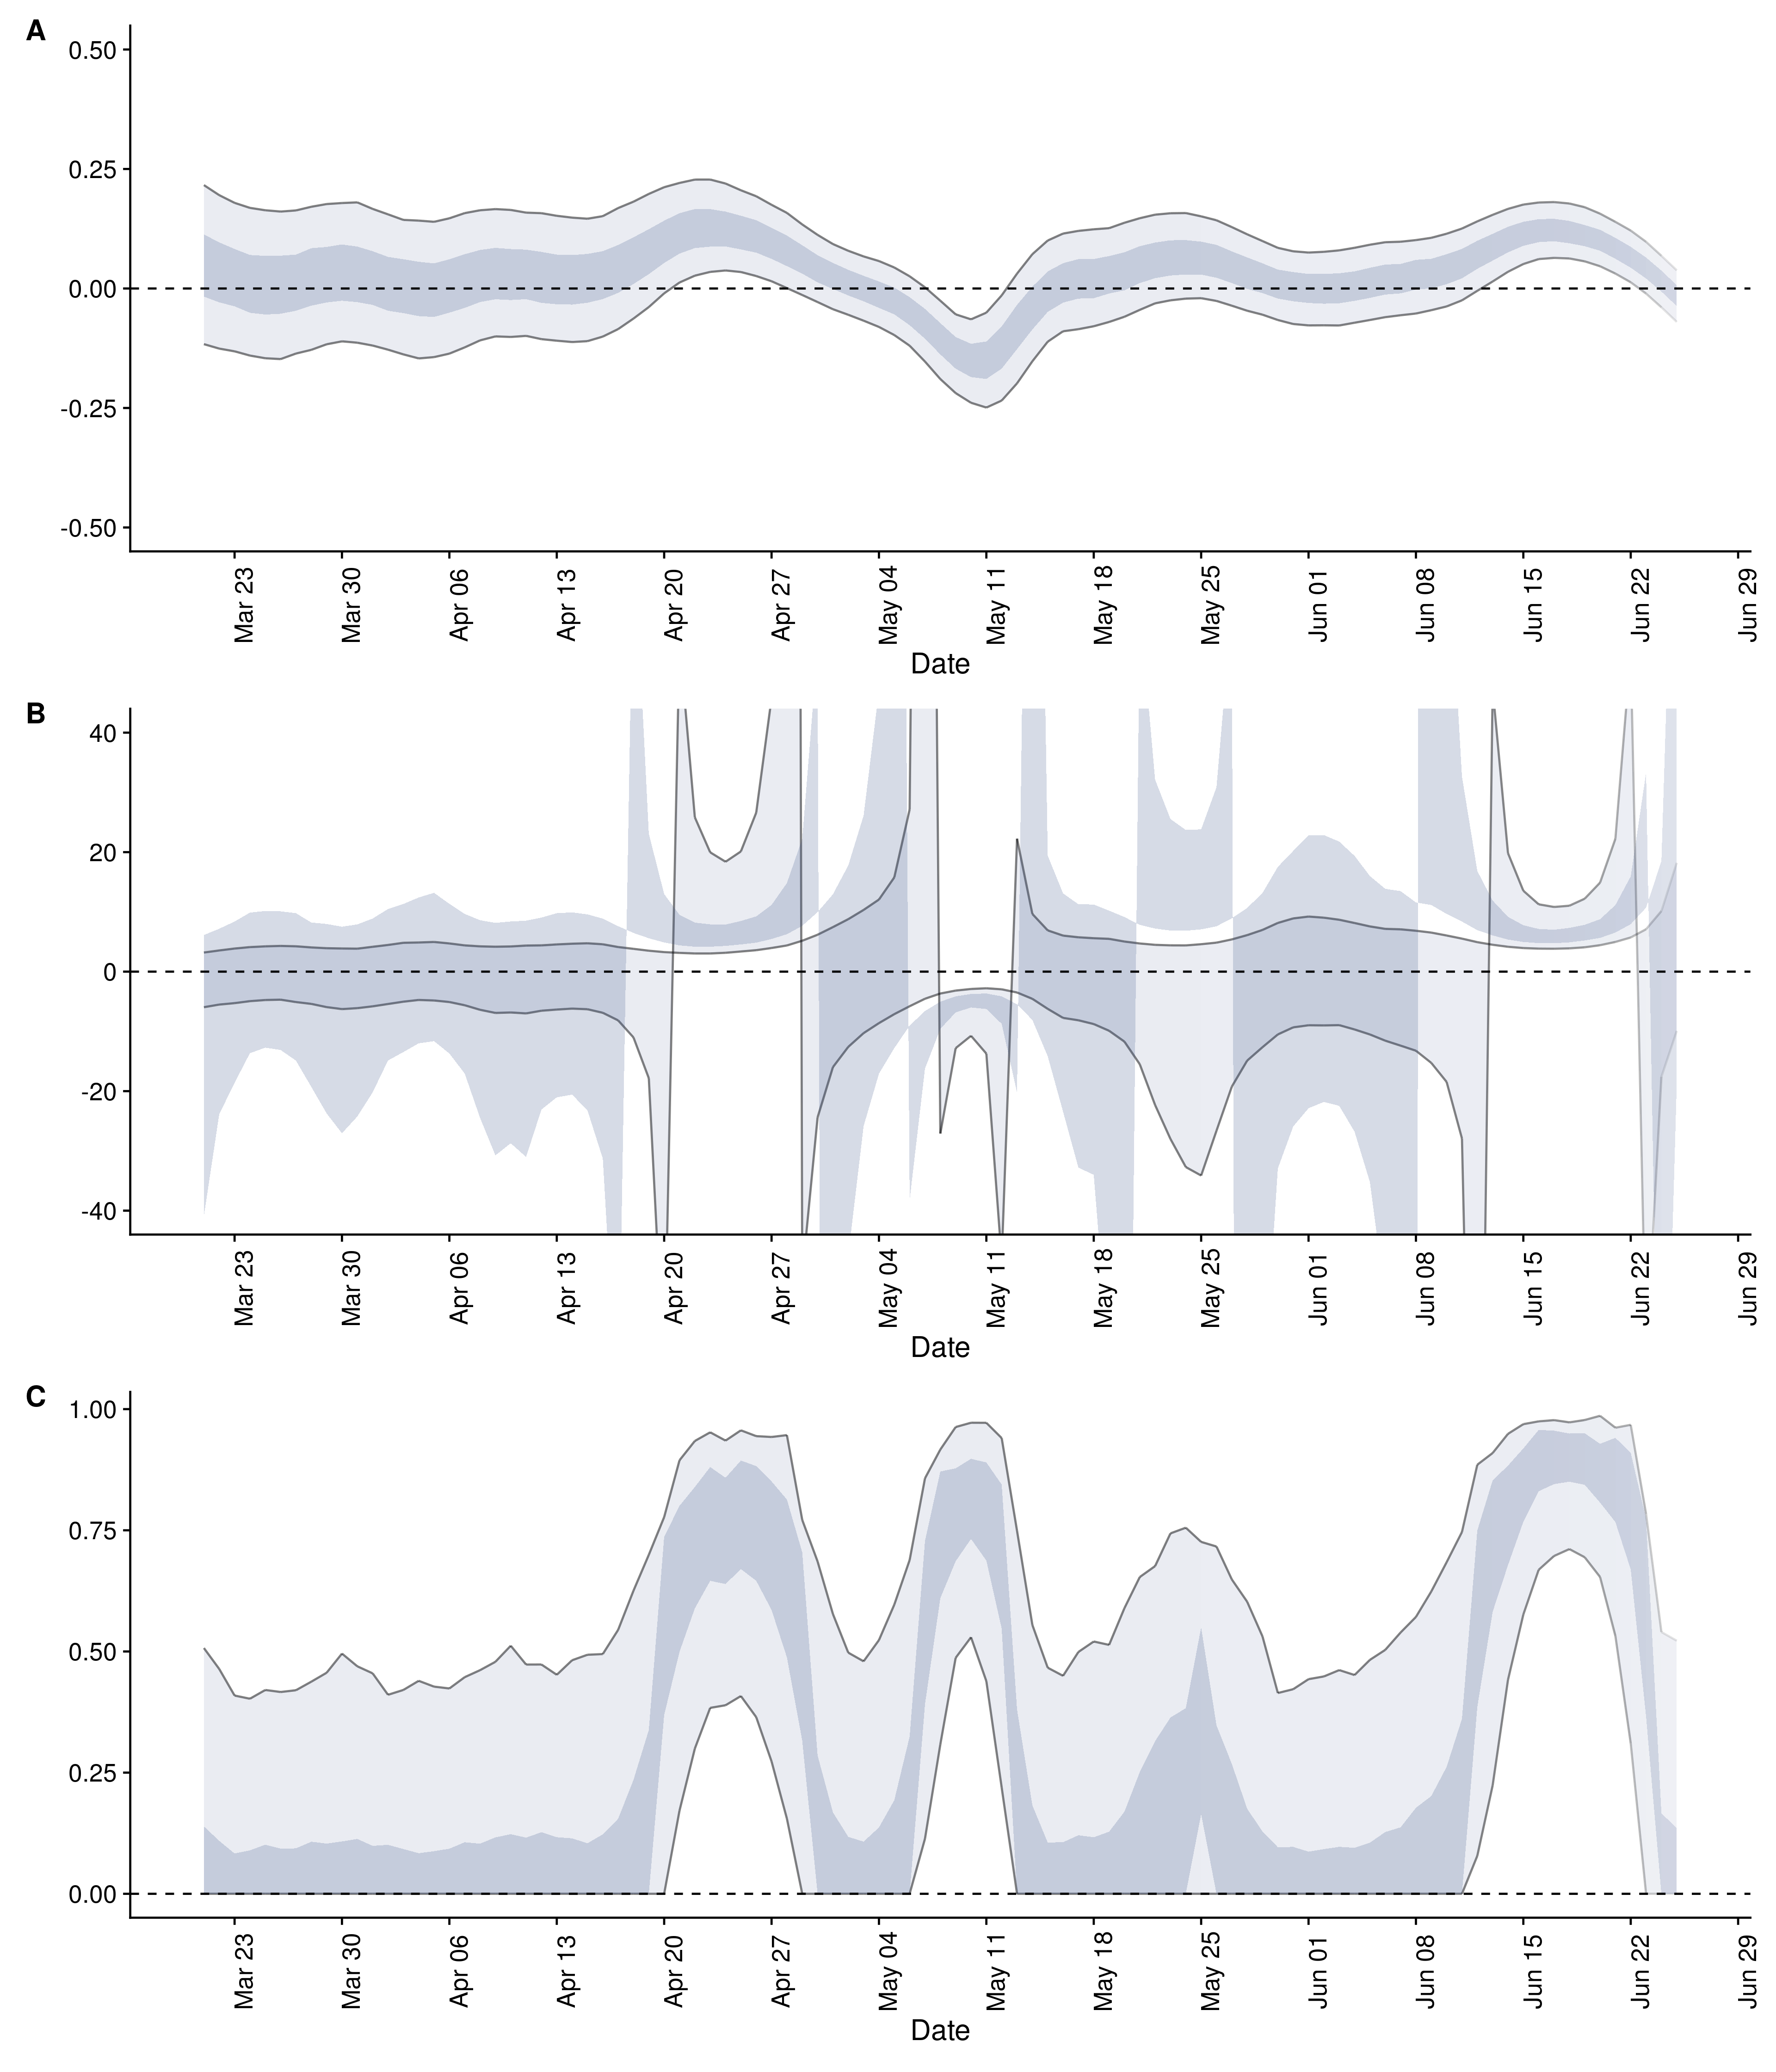 A
0.50
0.25
0.00
-0.25
-0.50
Mar 23
Mar 30
Apr 06
Apr 13
Apr 20
Apr 27
May 04
May 11
May 18
May 25
Jun 01
Jun 08
Jun 15
Jun 22
Jun 29
Date
B
40
20
0
-20
-40
Mar 23
Mar 30
Apr 06
Apr 13
Apr 20
Apr 27
May 04
May 11
May 18
May 25
Jun 01
Jun 08
Jun 15
Jun 22
Jun 29
Date
C
1.00
0.75
0.50
0.25
0.00
Mar 23
Mar 30
Apr 06
Apr 13
Apr 20
Apr 27
May 04
May 11
May 18
May 25
Jun 01
Jun 08
Jun 15
Jun 22
Jun 29
Date